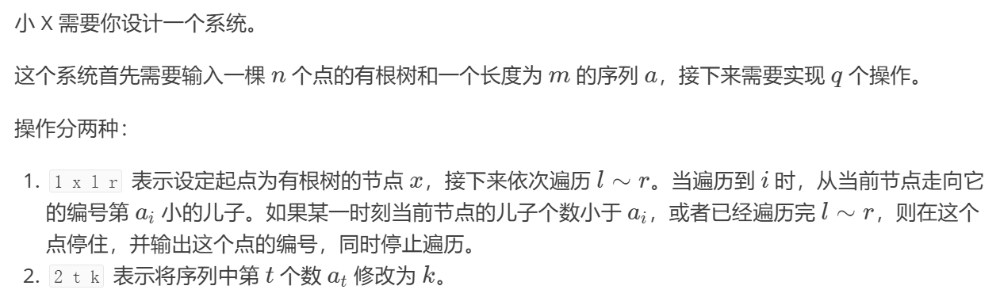 小 X 需要你设计一个系统。
这个系统首先需要输入一棵 n 个点的有根树和一个长度为 m 的序列 a，接下来需要实现 q 个操作。
操作分两种：
1. 1 x l r 表示设定起点为有根树的节点 x，接下来依次遍历 l ∼ r。当遍历到 i 时，从当前节点走向它
的编号第 a_i 小的儿子。如果某一时刻当前节点的儿子个数小于 a_i，或者已经遍历完 l ∼ r，则在这个
点停住，并输出这个点的编号，同时停止遍历。
2. 2 t k 表示将序列中第 t 个数 a_t 修改为 k。